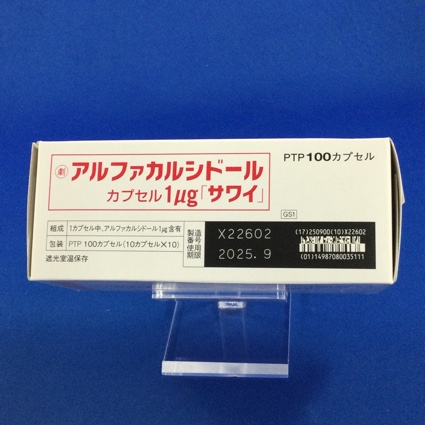 劇 アルファカルシドール
カプセル1μg「サワイ」
PTP 100カプセル
GS1
組成 1カプセル中、アルファカルシドール1μg含有
包装 PTP 100カプセル(10カプセル×10)
遮光室温保存
製造番号 X22602
使用期限 2025.9
(17)250900(10)X22602
(01)14987080035111